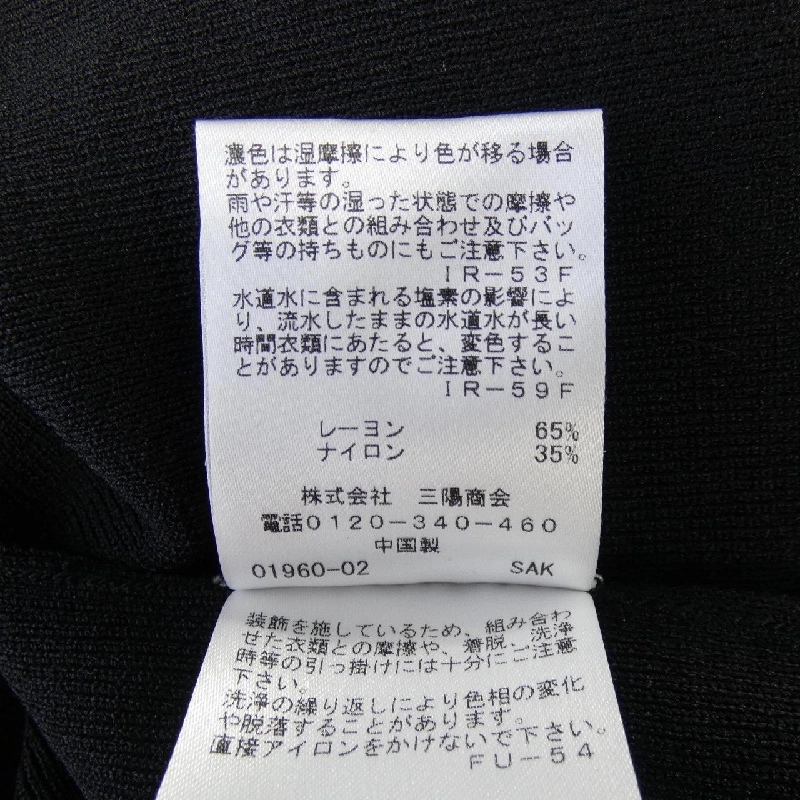 濃色は湿摩擦により色が移る場合
があります。
雨や汗等の湿った状態での摩擦や
他の衣類との組み合わせ及びバッ
グ等の持ちものにもご注意下さい。
ＩＲ－５３Ｆ
水道水に含まれる塩素の影響によ
り、流水したままの水道水が長い
時間衣類にあたると、変色するこ
とがありますのでご注意下さい。
ＩＲ－５９Ｆ
レーヨン 65%
ナイロン 35%
株式会社 三陽商会
電話０１２０－３４０－４６０
中国製
01960-02 SAK
装飾を施しているため、組み合わ
せた衣類との摩擦や、着脱、洗浄
時等の引っ掛けには十分にご注意
下さい。
洗浄の繰り返しにより色相の変化
や脱落することがあります。
直接アイロンをかけないで下さい。
ＦＵ－５４